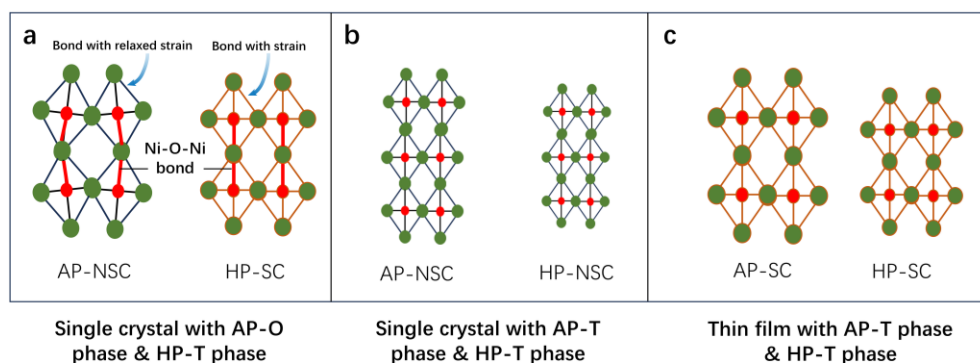 a
Bond with relaxed strain
Bond with strain
Ni-O-Ni
bond
AP-NSC
HP-SC
b
AP-NSC
HP-NSC
c
AP-SC
HP-SC
Single crystal with AP-O
phase & HP-T phase
Single crystal with AP-T
phase & HP-T phase
Thin film with AP-T phase
& HP-T phase